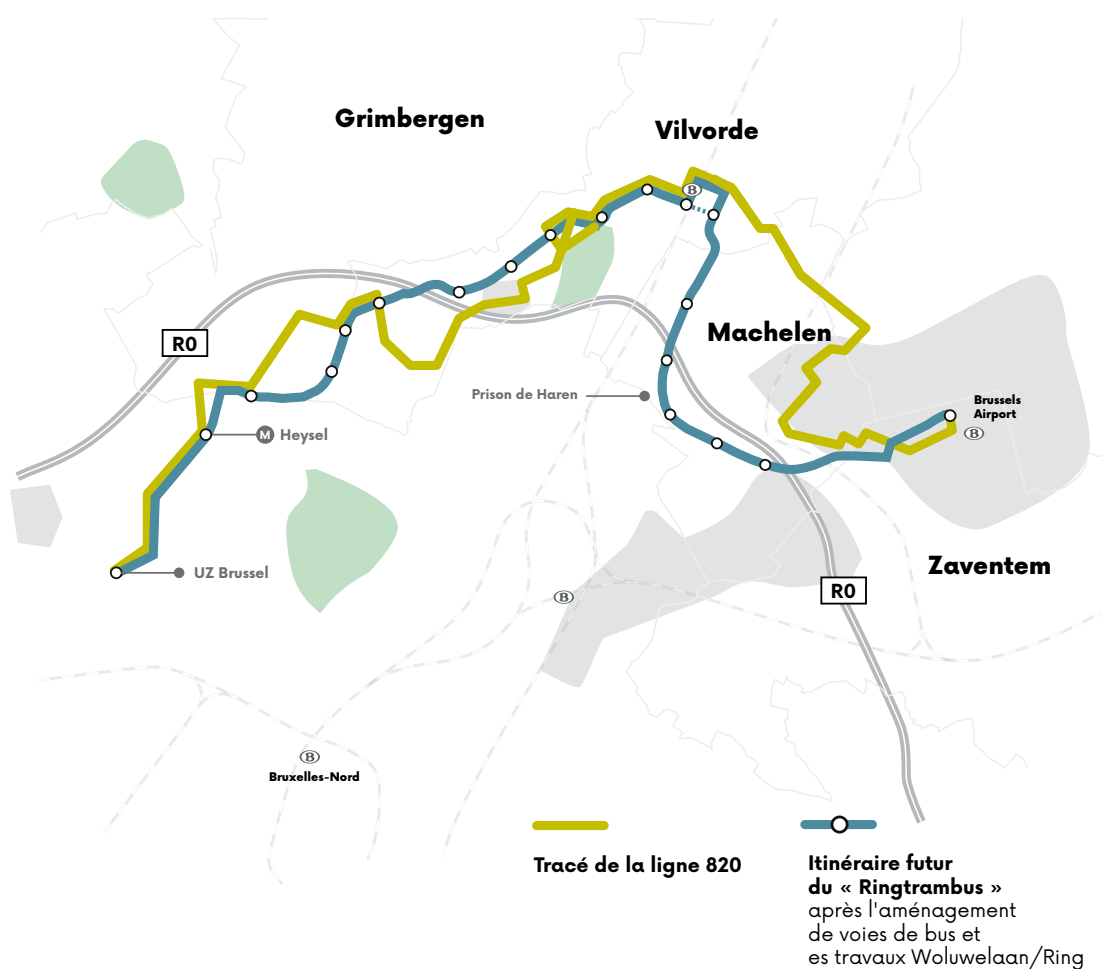 Grimbergen
Vilvorde
B
R0
Machelen
Prison de Haren
Brussels
Airport
B
M Heysel
UZ Brussel
Zaventem
R0
B
B
Bruxelles-Nord
Tracé de la ligne 820
Itinéraire futur
du « Ringtrambus »
après l'aménagement
de voies de bus et
es travaux Woluwelaan/Ring